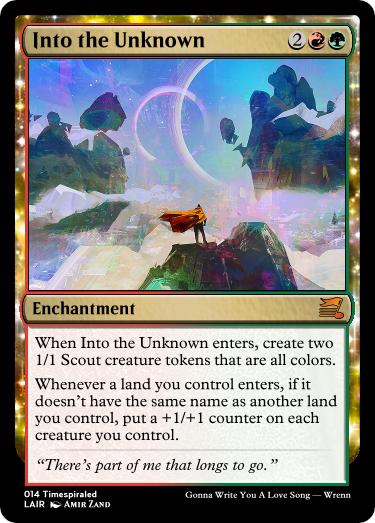 Into the Unknown 2
Enchantment
When Into the Unknown enters, create two
1/1 Scout creature tokens that are all colors.
Whenever a land you control enters, if it
doesn't have the same name as another land
you control, put a +1/+1 counter on each
creature you control.
“There's part of me that longs to go.”
014 Timespiraled
LAIR Amir Zand
Gonna Write You A Love Song — Wrenn